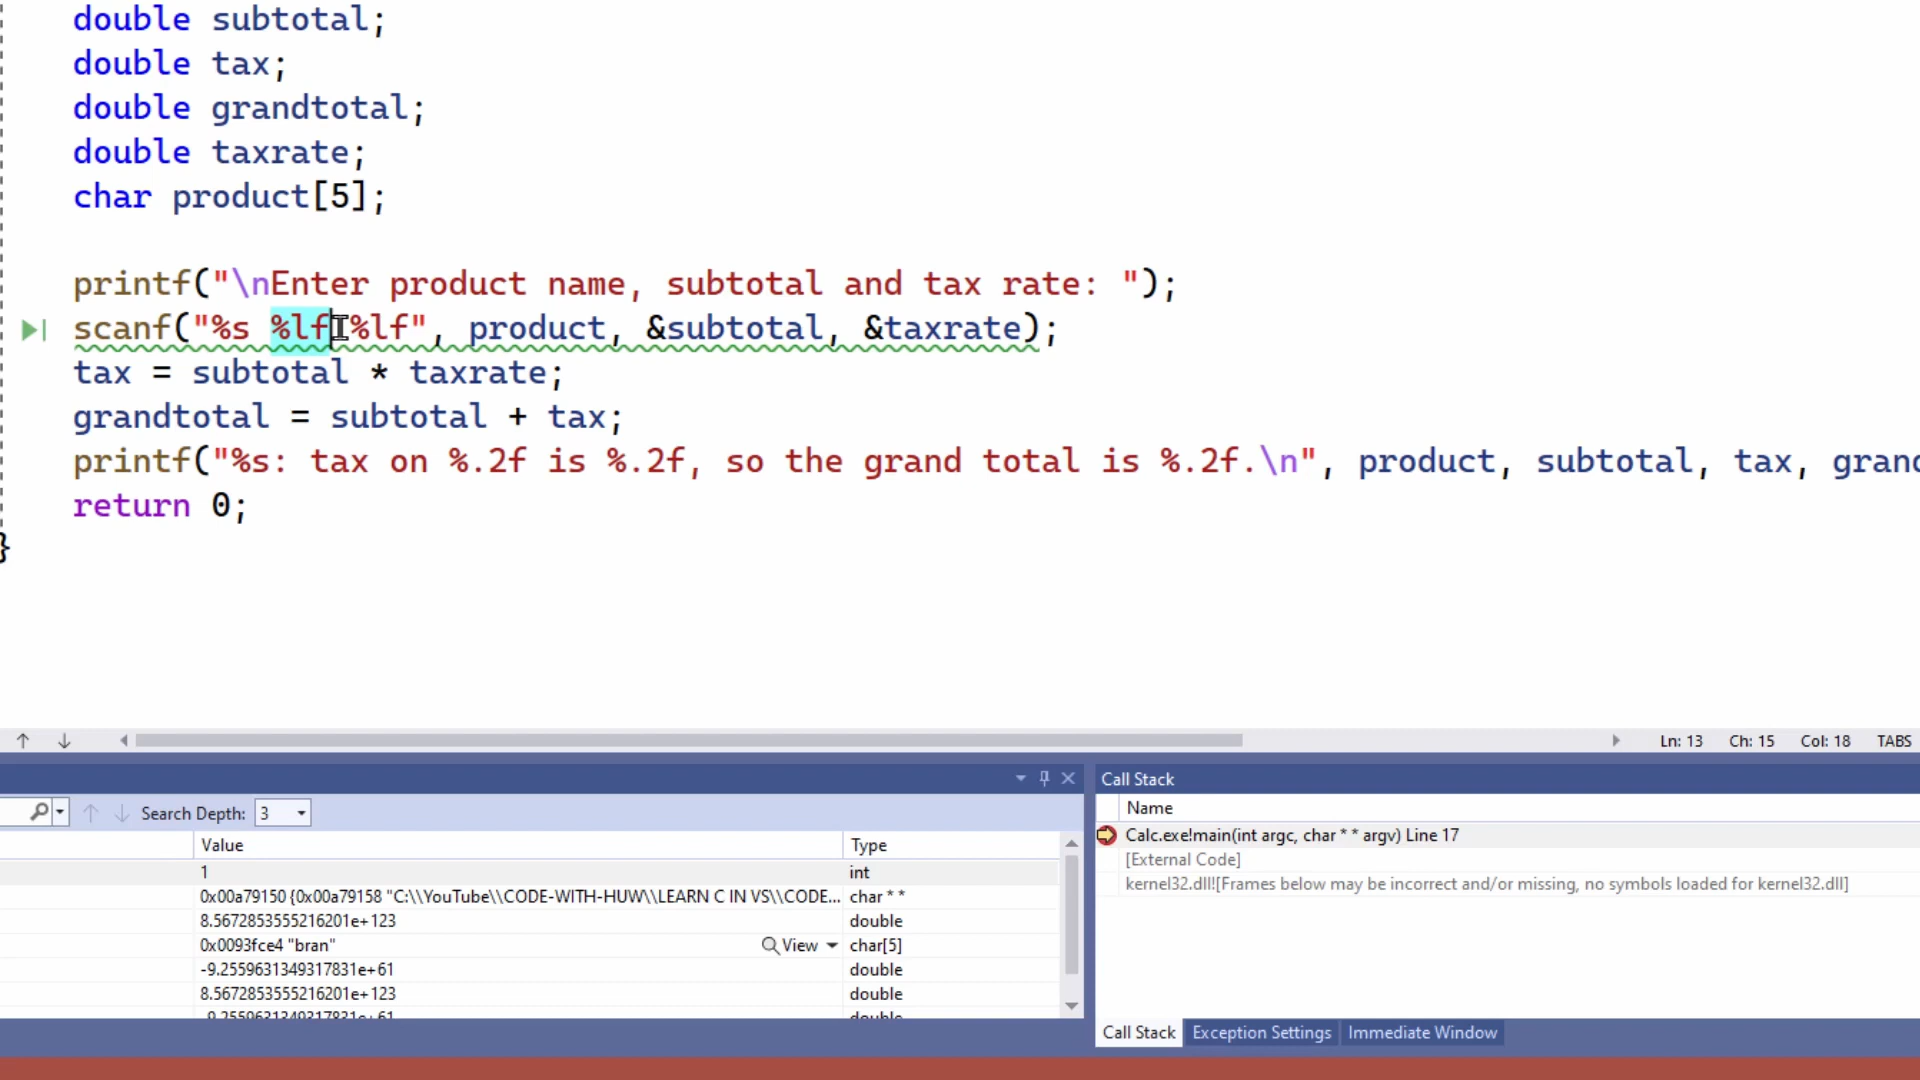 double subtotal;
double tax;
double grandtotal;
double taxrate;
char product[5];
printf("\nEnter product name, subtotal and tax rate: ");
scanf("%s %lf %lf", product, &subtotal, &taxrate);
tax = subtotal * taxrate;
grandtotal = subtotal + tax;
printf("%s: tax on %.2f is %.2f, so the grand total is %.2f.\n", product, subtotal, tax, grand
return 0;
}
Ln: 13 Ch: 15 Col: 18 TABS
Search Depth: 3
Value Type
1 int
0x00a79150 {0x00a79158 "C:\\YouTube\\CODE-WITH-HUW\\LEARN C IN VS\\CODE... char * *
8.5672853555216201e+123 double
0x0093fce4 "bran" View char[5]
-9.2559631349317831e+61 double
8.5672853555216201e+123 double
-9.2559631349317831e+61 double
Call Stack
Name
Calc.exe!main(int argc, char * * argv) Line 17
[External Code]
kernel32.dll![Frames below may be incorrect and/or missing, no symbols loaded for kernel32.dll]
Call Stack Exception Settings Immediate Window